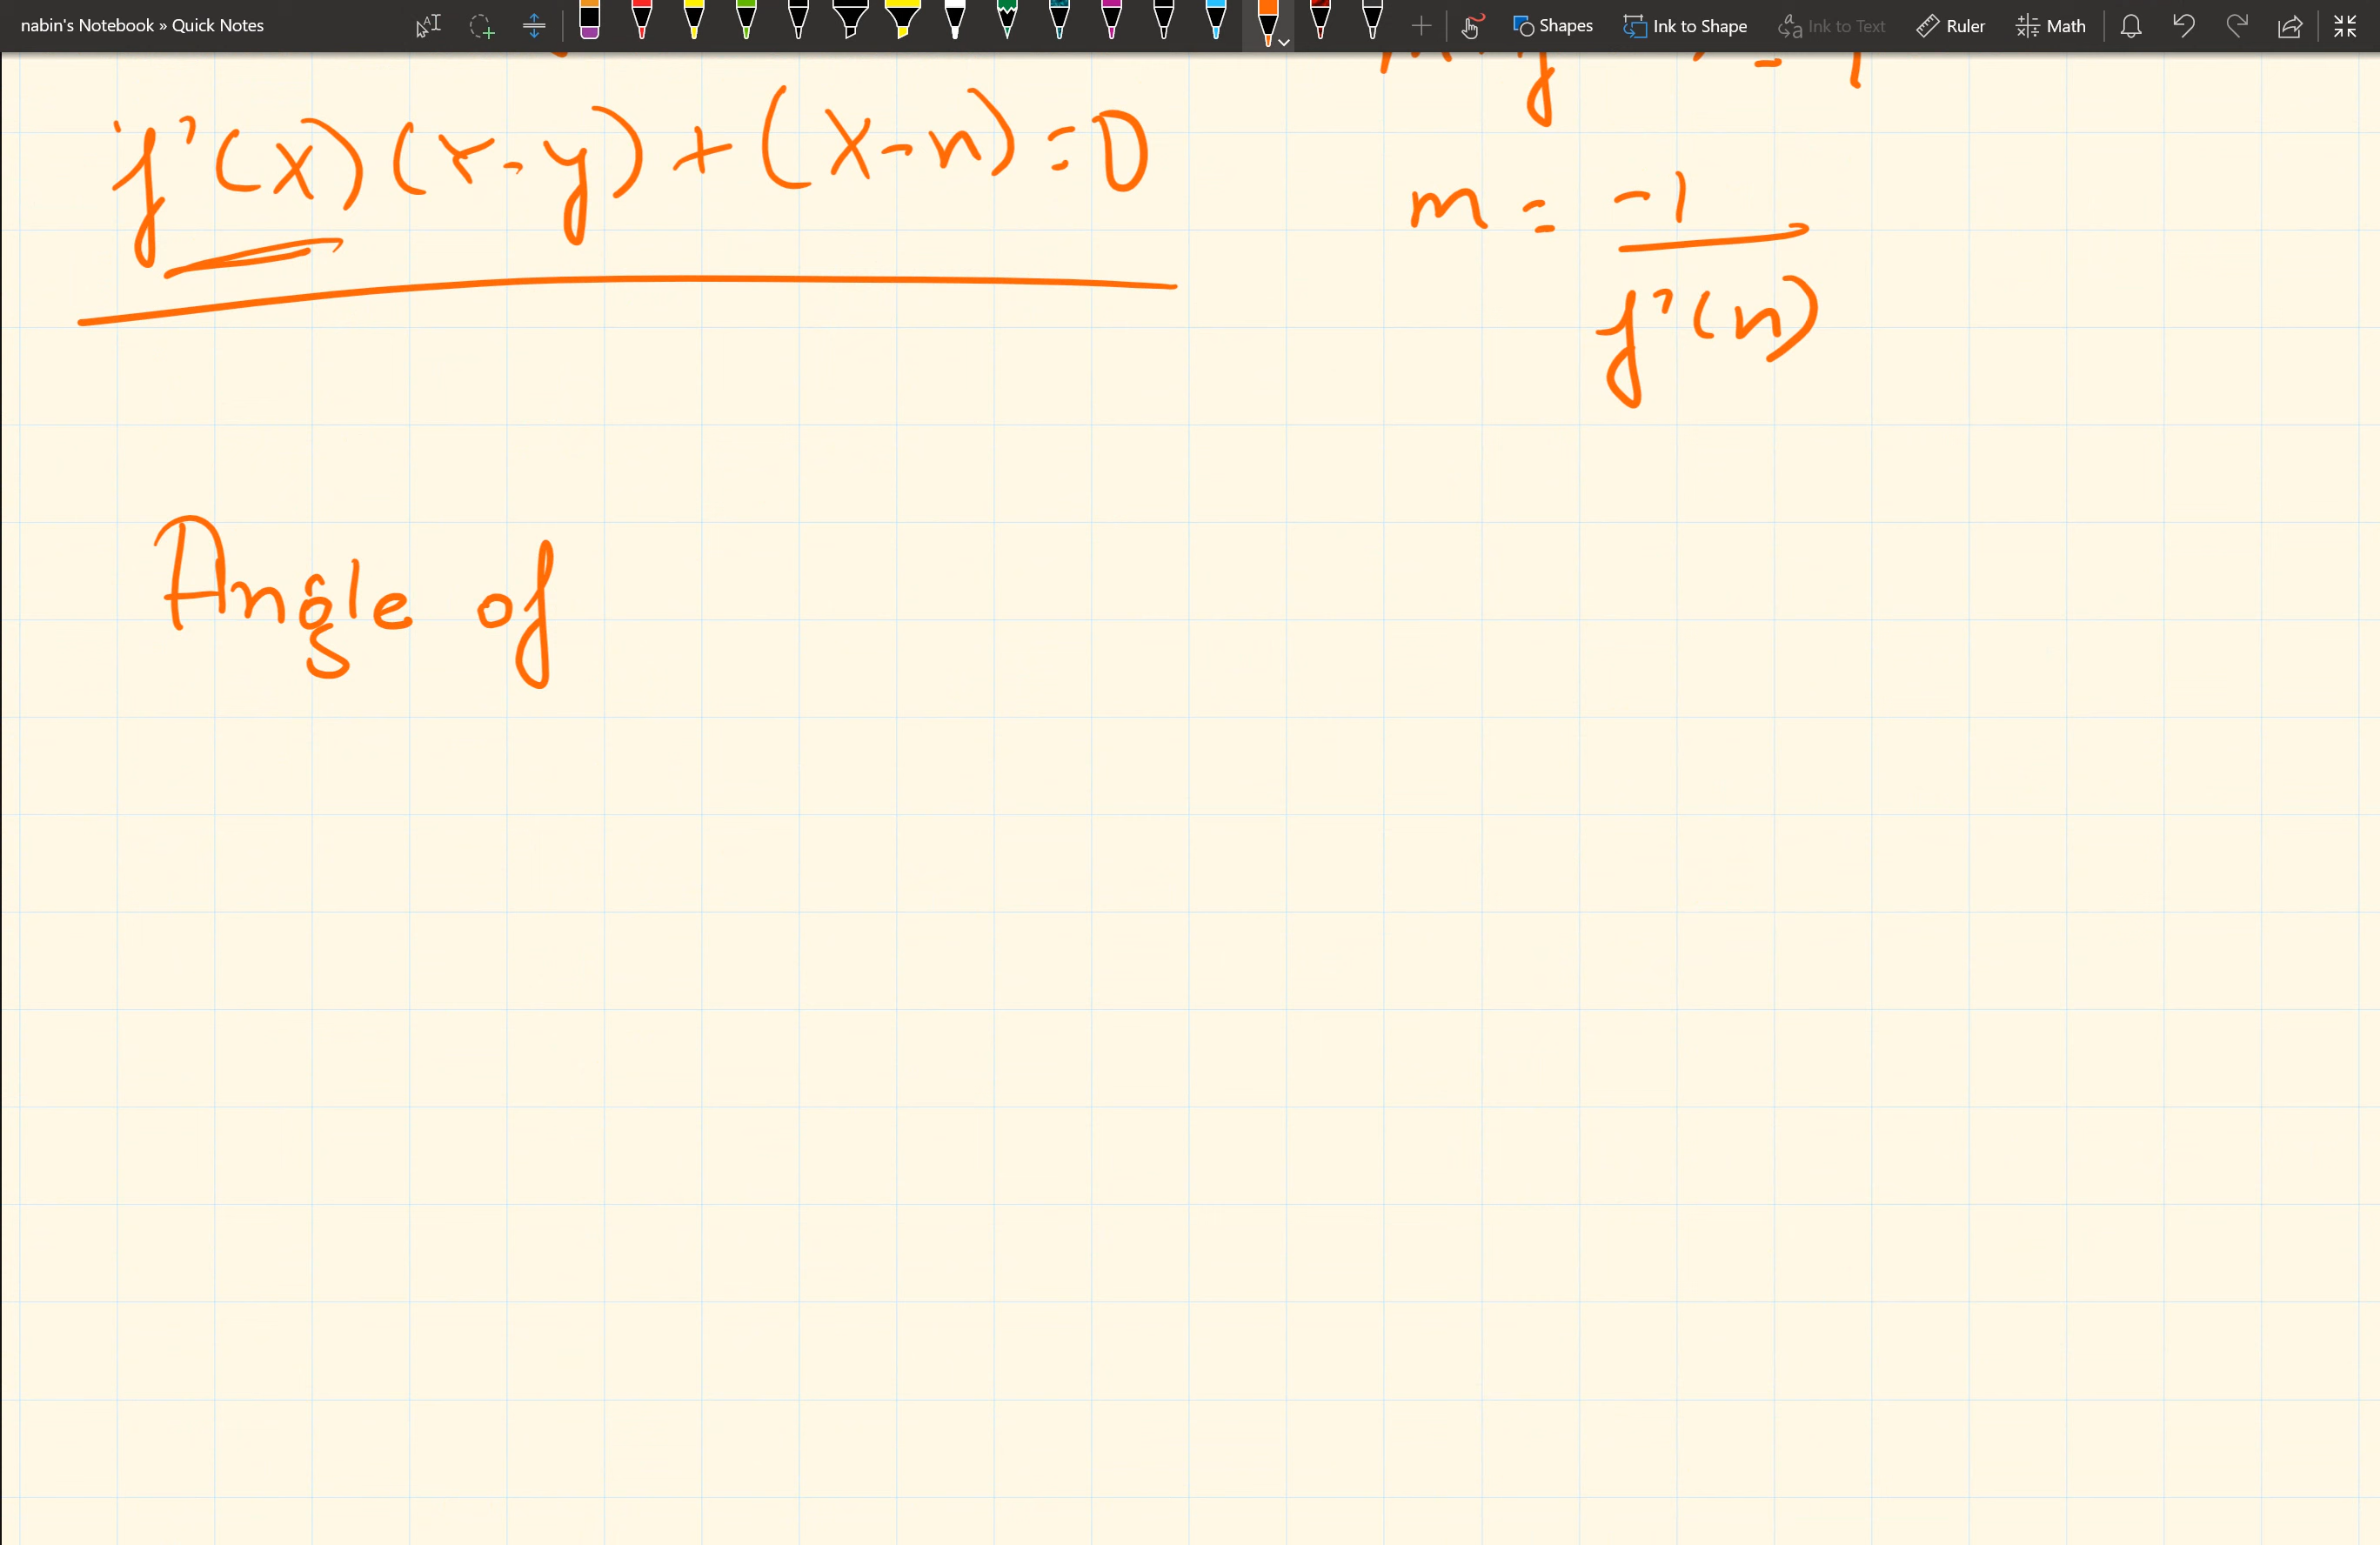 nabin's Notebook » Quick Notes
Shapes
Ink to Shape
Ink to Text
Ruler
Math
f'(x)(Y-y)+(X-x)=0
m = -1
f'(x)
Angle of